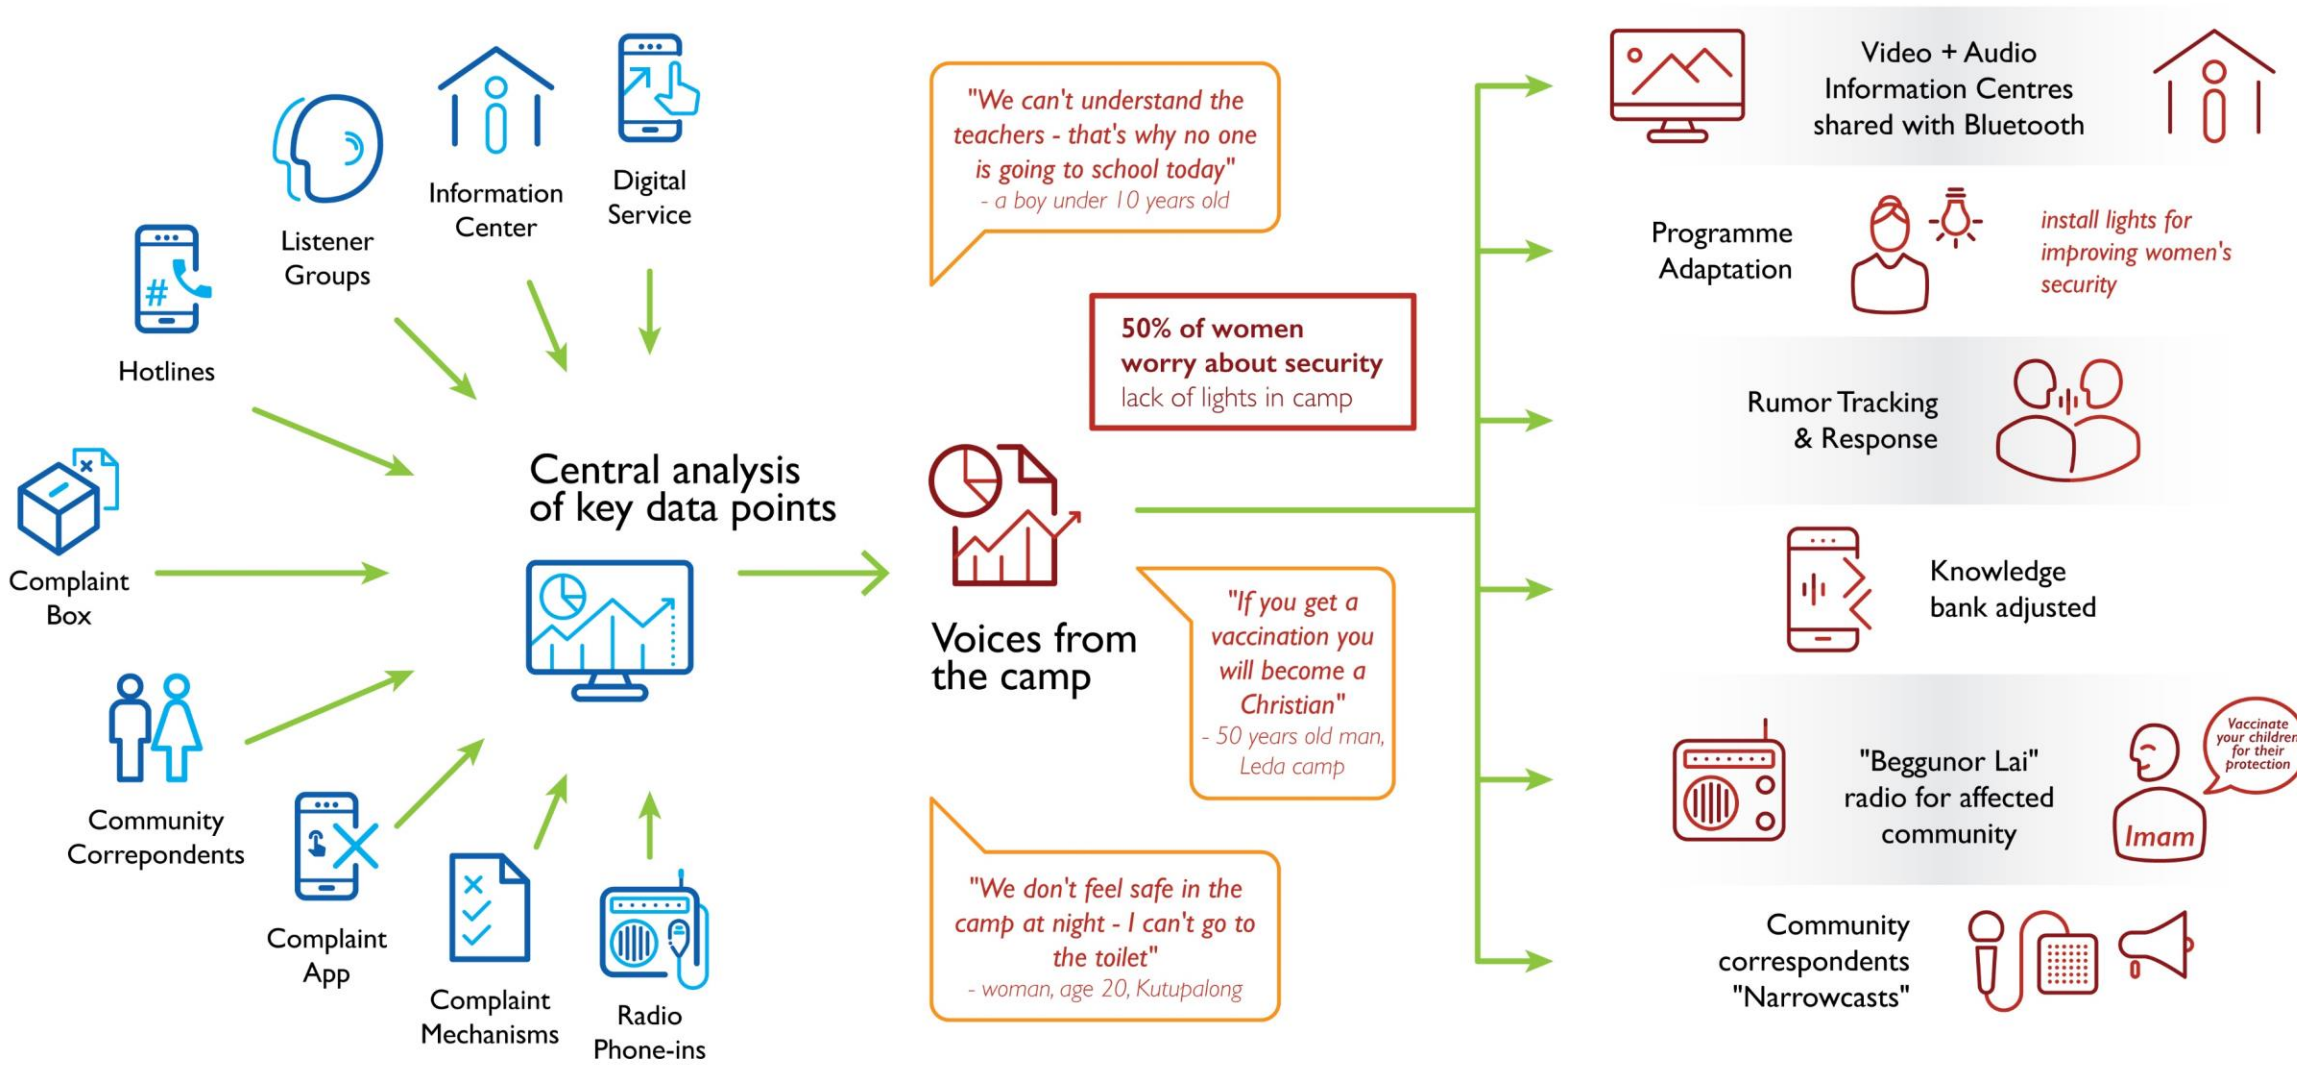 Digital
Service
Information
Center
Listener
Groups
#
Hotlines
Complaint
Box
Community
Correpondents
Complaint
App
Complaint
Mechanisms
Radio
Phone-ins
Central analysis
of key data points
"We can't understand the
teachers - that's why no one
is going to school today"
- a boy under 10 years old
50% of women
worry about security
lack of lights in camp
Voices from
the camp
"If you get a
vaccination you
will become a
Christian"
- 50 years old man,
Leda camp
"We don't feel safe in the
camp at night - I can't go to
the toilet"
- woman, age 20, Kutupalong
Video + Audio
Information Centres
shared with Bluetooth
Programme
Adaptation
install lights for
improving women's
security
Rumor Tracking
& Response
Knowledge
bank adjusted
"Beggunor Lai"
radio for affected
community
Vaccinate
your children
for their
protection
Imam
Community
correspondents
"Narrowcasts"